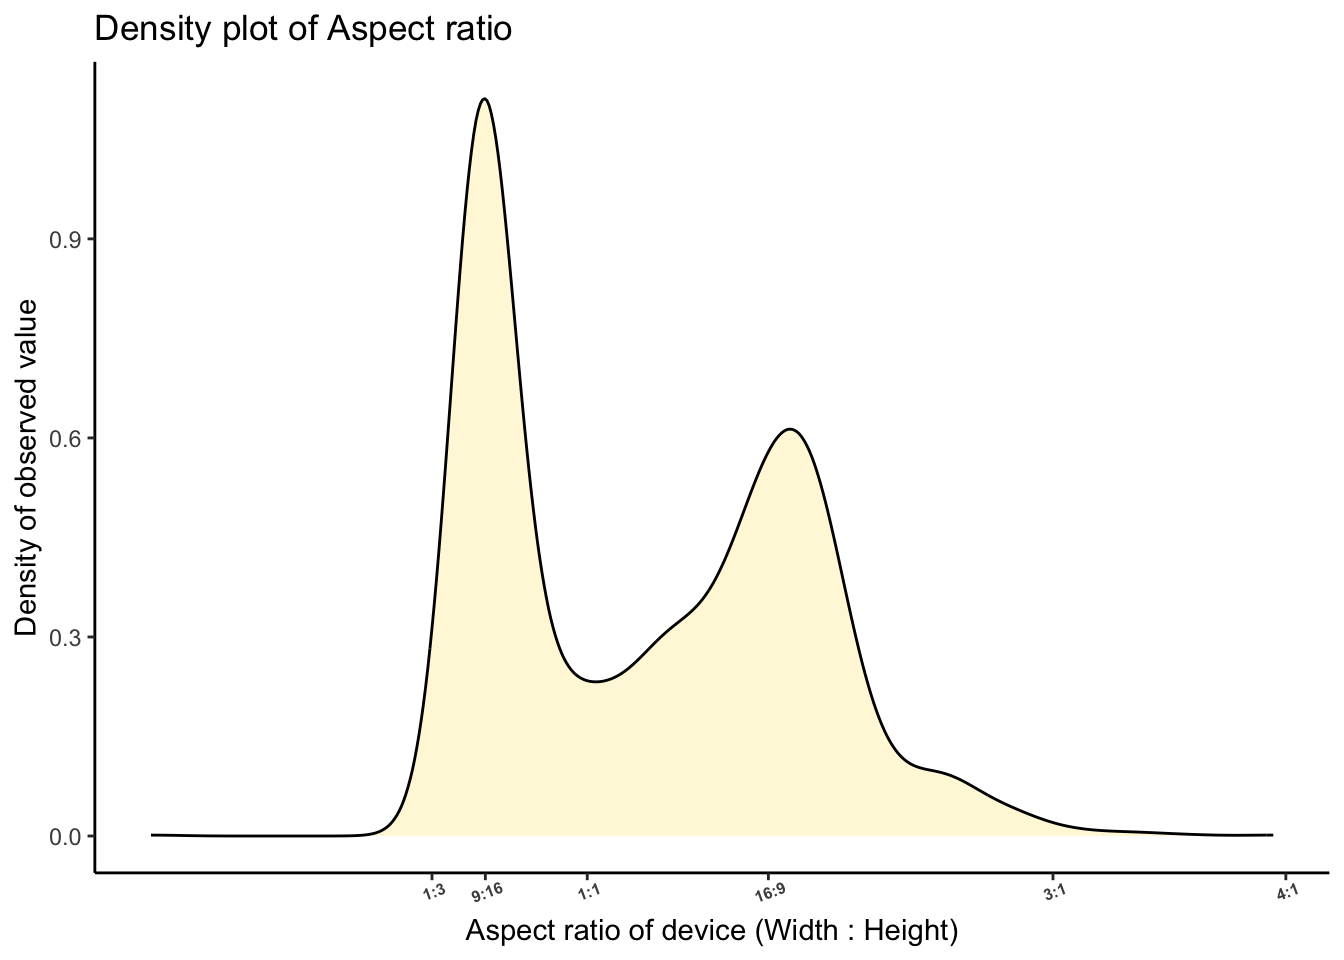 Density plot of Aspect ratio
Density of observed value
0.9
0.6
0.3
0.0
1:3 9:16 1:1 16:9 3:1 4:1
Aspect ratio of device (Width : Height)